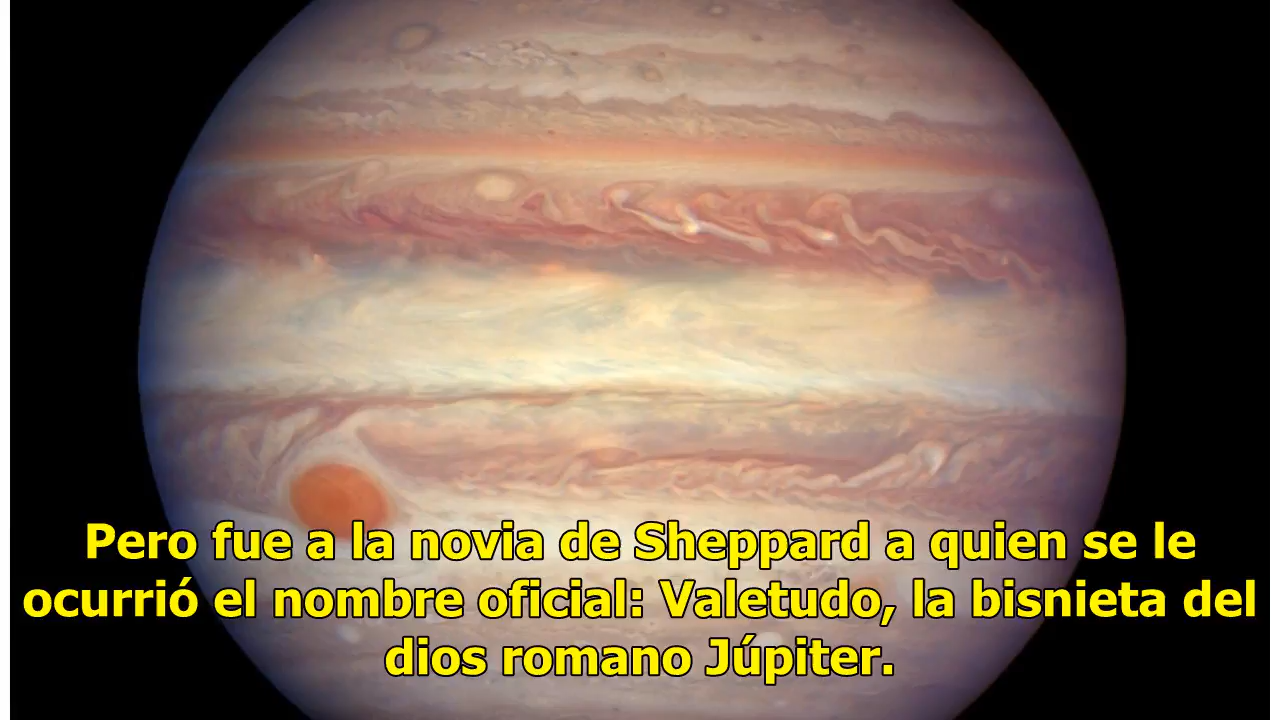 Pero fue a la novia de Sheppard a quien se le
ocurrió el nombre oficial: Valetudo, la bisnieta del
dios romano Júpiter.